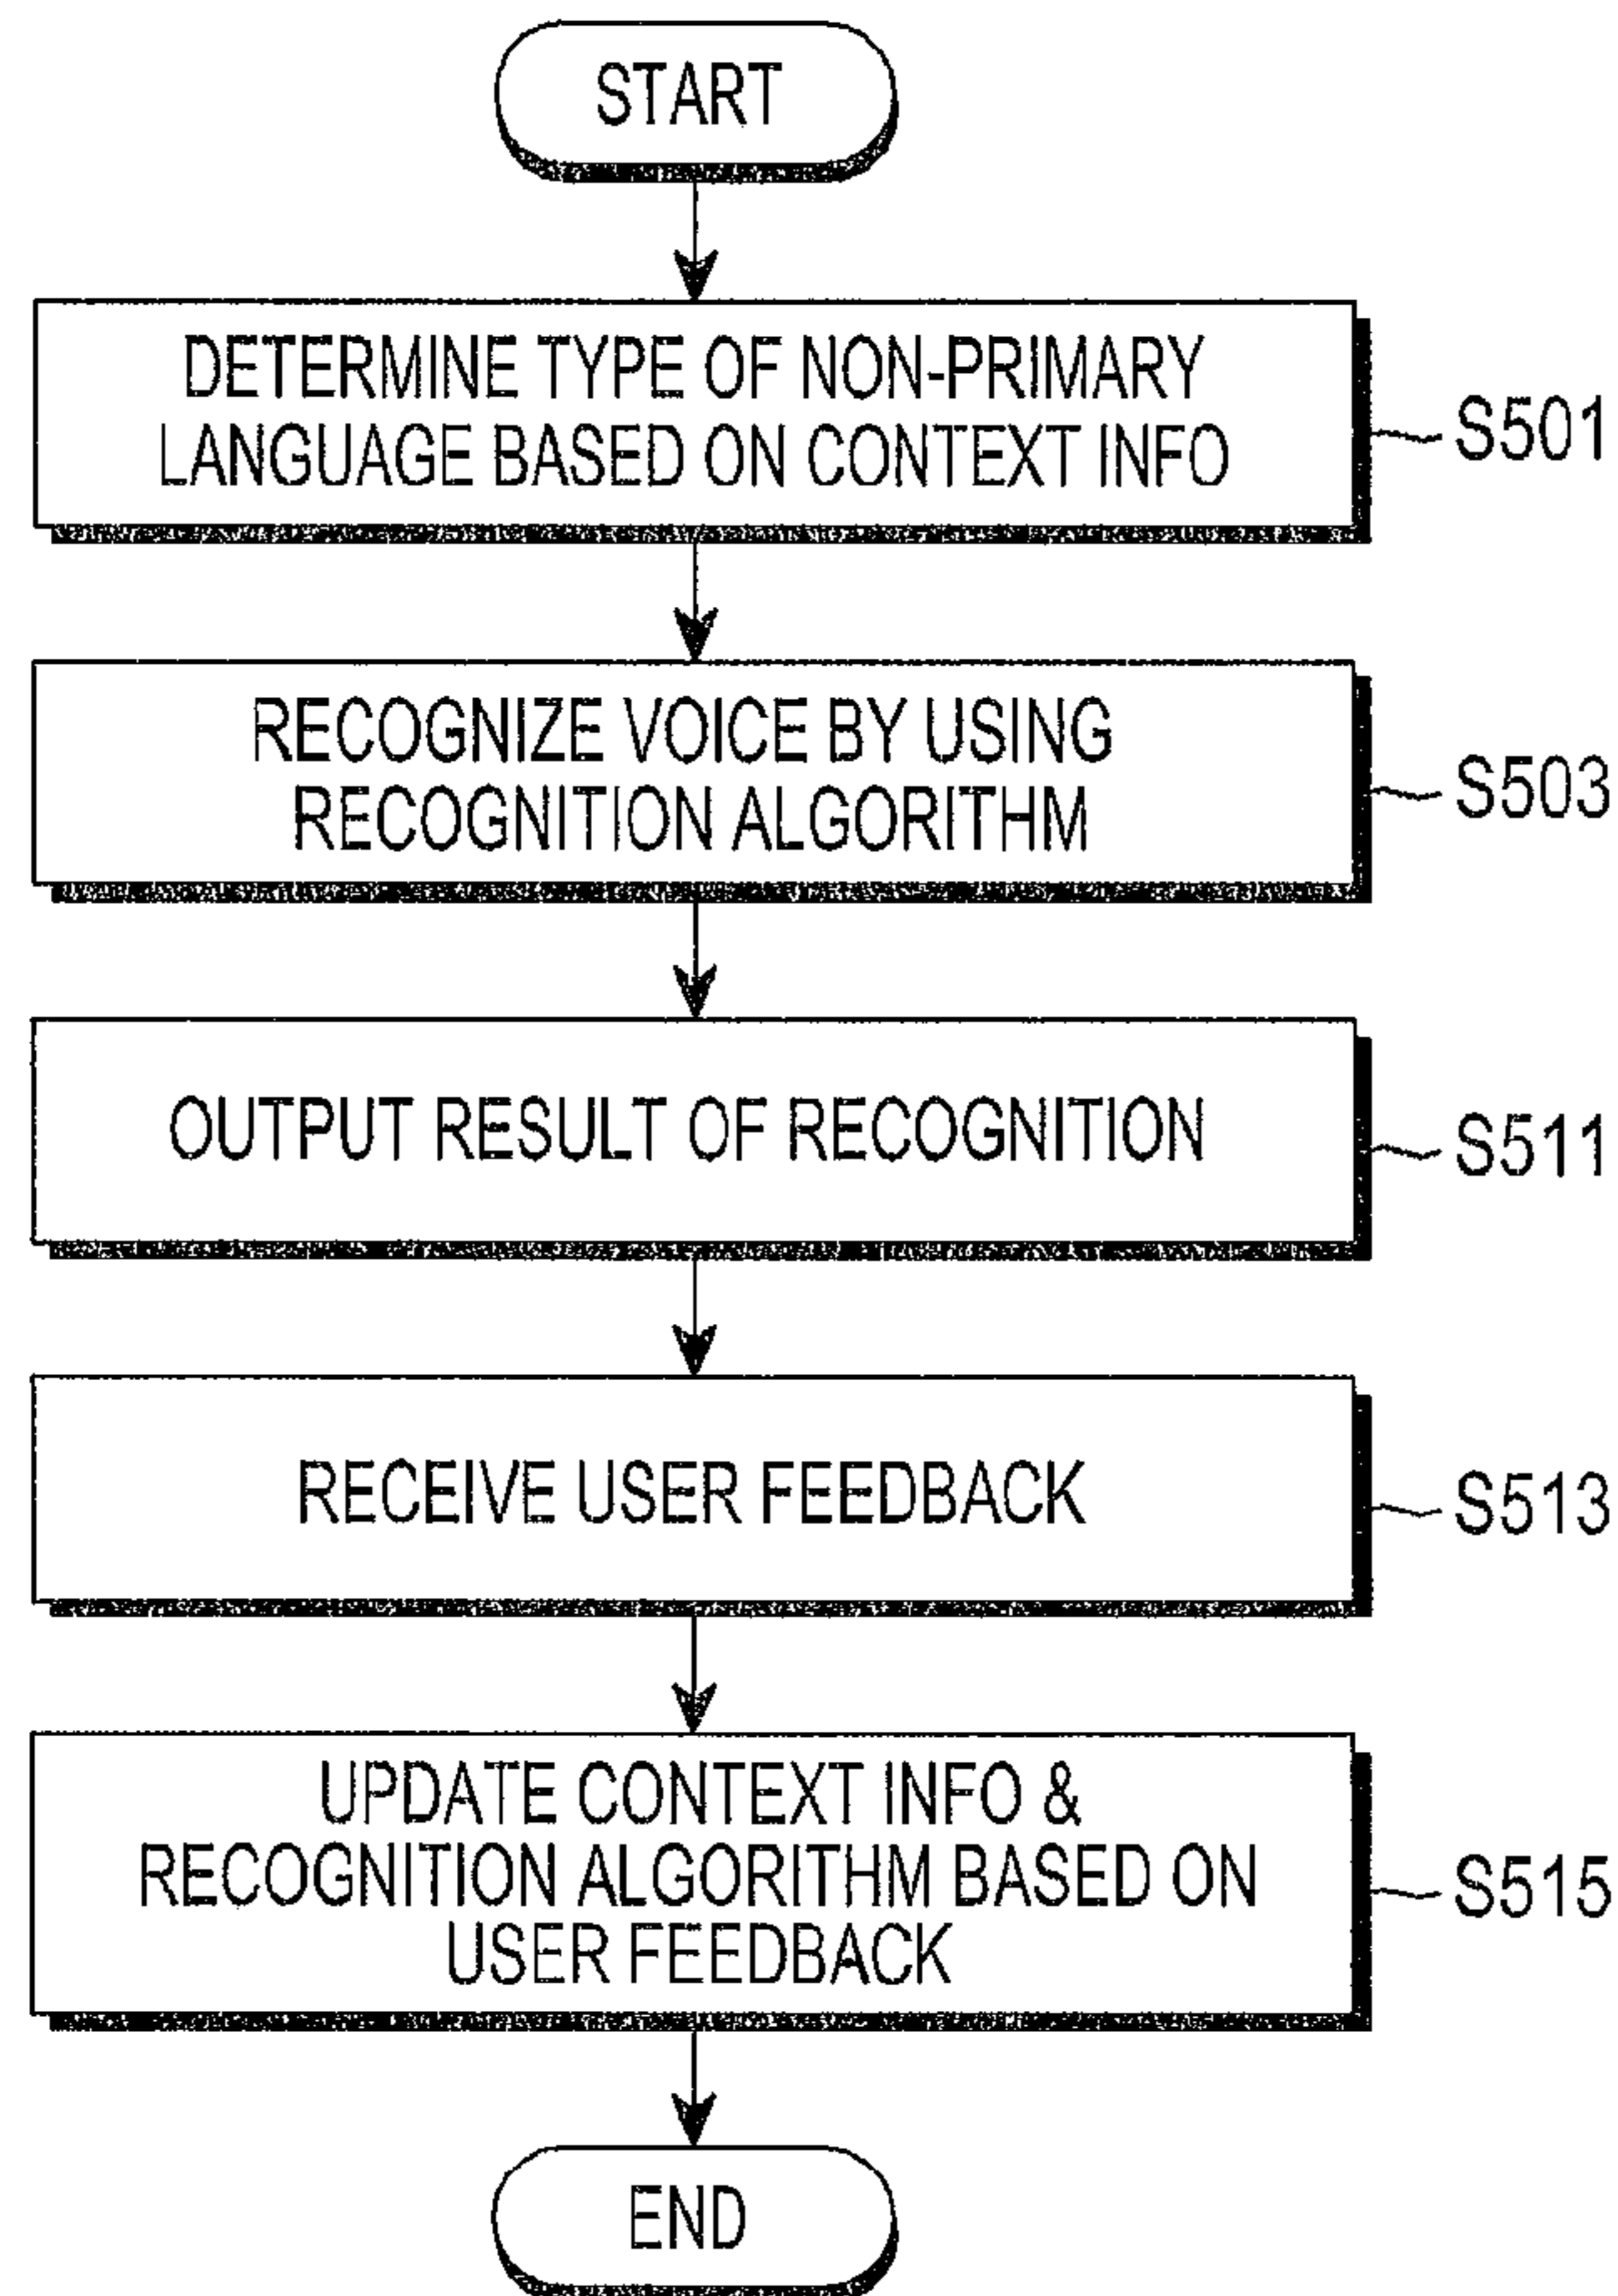 START
DETERMINE TYPE OF NON-PRIMARY
LANGUAGE BASED ON CONTEXT INFO
S501
RECOGNIZE VOICE BY USING
RECOGNITION ALGORITHM
S503
OUTPUT RESULT OF RECOGNITION
S511
RECEIVE USER FEEDBACK
S513
UPDATE CONTEXT INFO &
RECOGNITION ALGORITHM BASED ON
USER FEEDBACK
S515
END